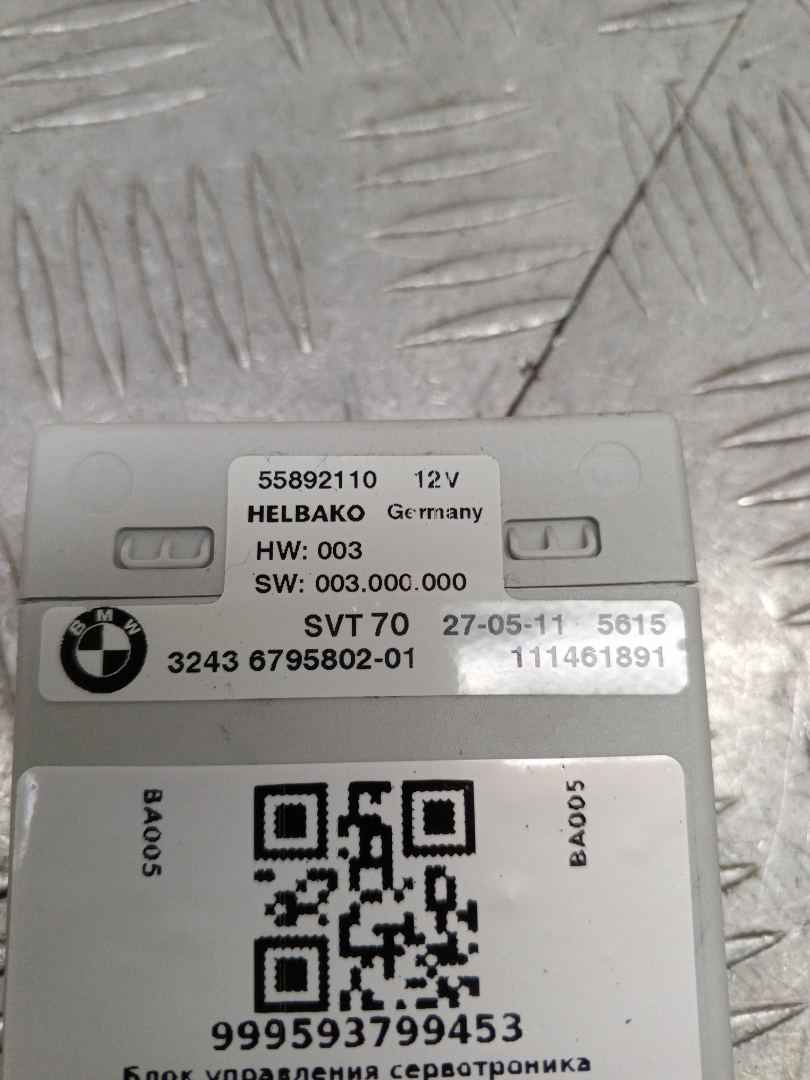 55892110 12V
HELBAKO Germany
HW: 003
SW: 003.000.000
BMW
SVT 70 27-05-11 5615
3243 6795802-01 111461891
BA005
BA005
999593799453
Блок управления сервотроника